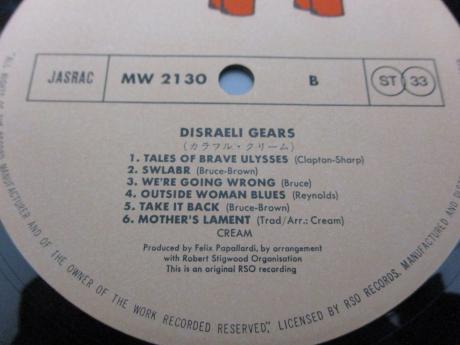 JASRAC MW 2130 B ST 33
DISRAELI GEARS
(カラフル・クリーム)
1. TALES OF BRAVE ULYSSES (Clapton-Sharp)
2. SWLABR (Bruce-Brown)
3. WE'RE GOING WRONG (Bruce)
4. OUTSIDE WOMAN BLUES (Reynolds)
5. TAKE IT BACK (Bruce-Brown)
6. MOTHER'S LAMENT (Trad/Arr.: Cream)
CREAM
Produced by Felix Papallardi, by arrangement
with Robert Stigwood Organisation
This is an original RSO recording
MANUFACTURER AND OF THE OWNER OF THE WORK RECORDED RESERVED", LICENSED BY RSO RECORDS, MANUFACTURED AND